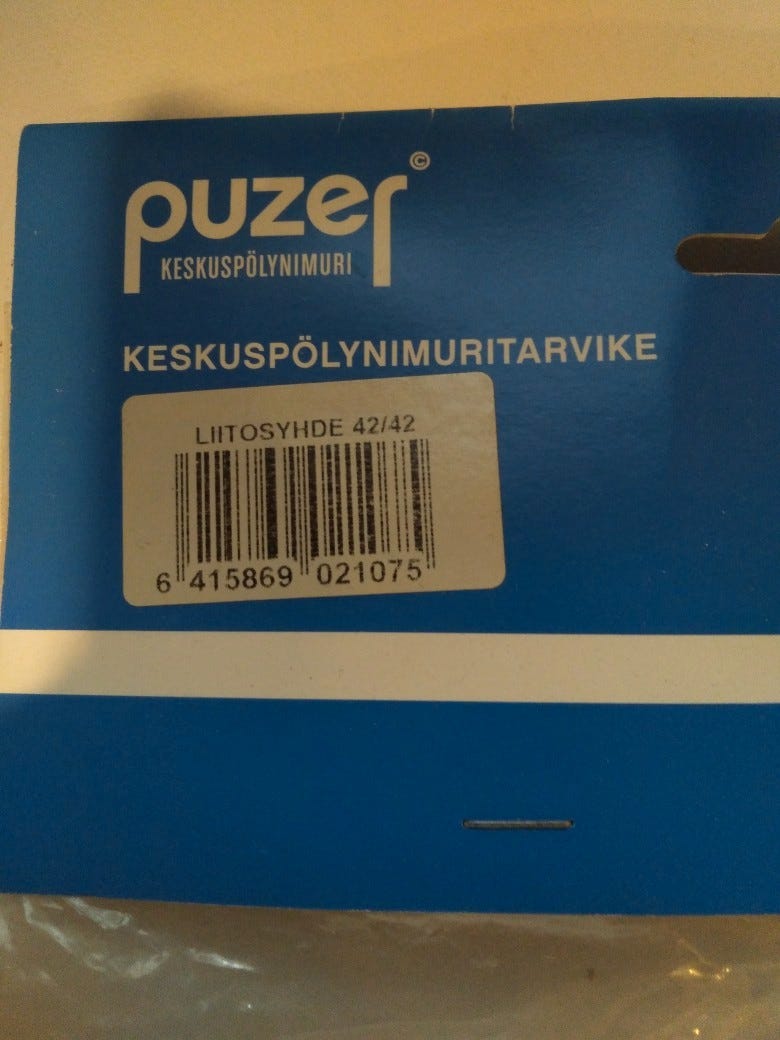 puzer ©
KESKUSPÖLYNIMURI
KESKUSPÖLYNIMURITARVIKE
LIITOSYHDE 42/42
6 415869 021075